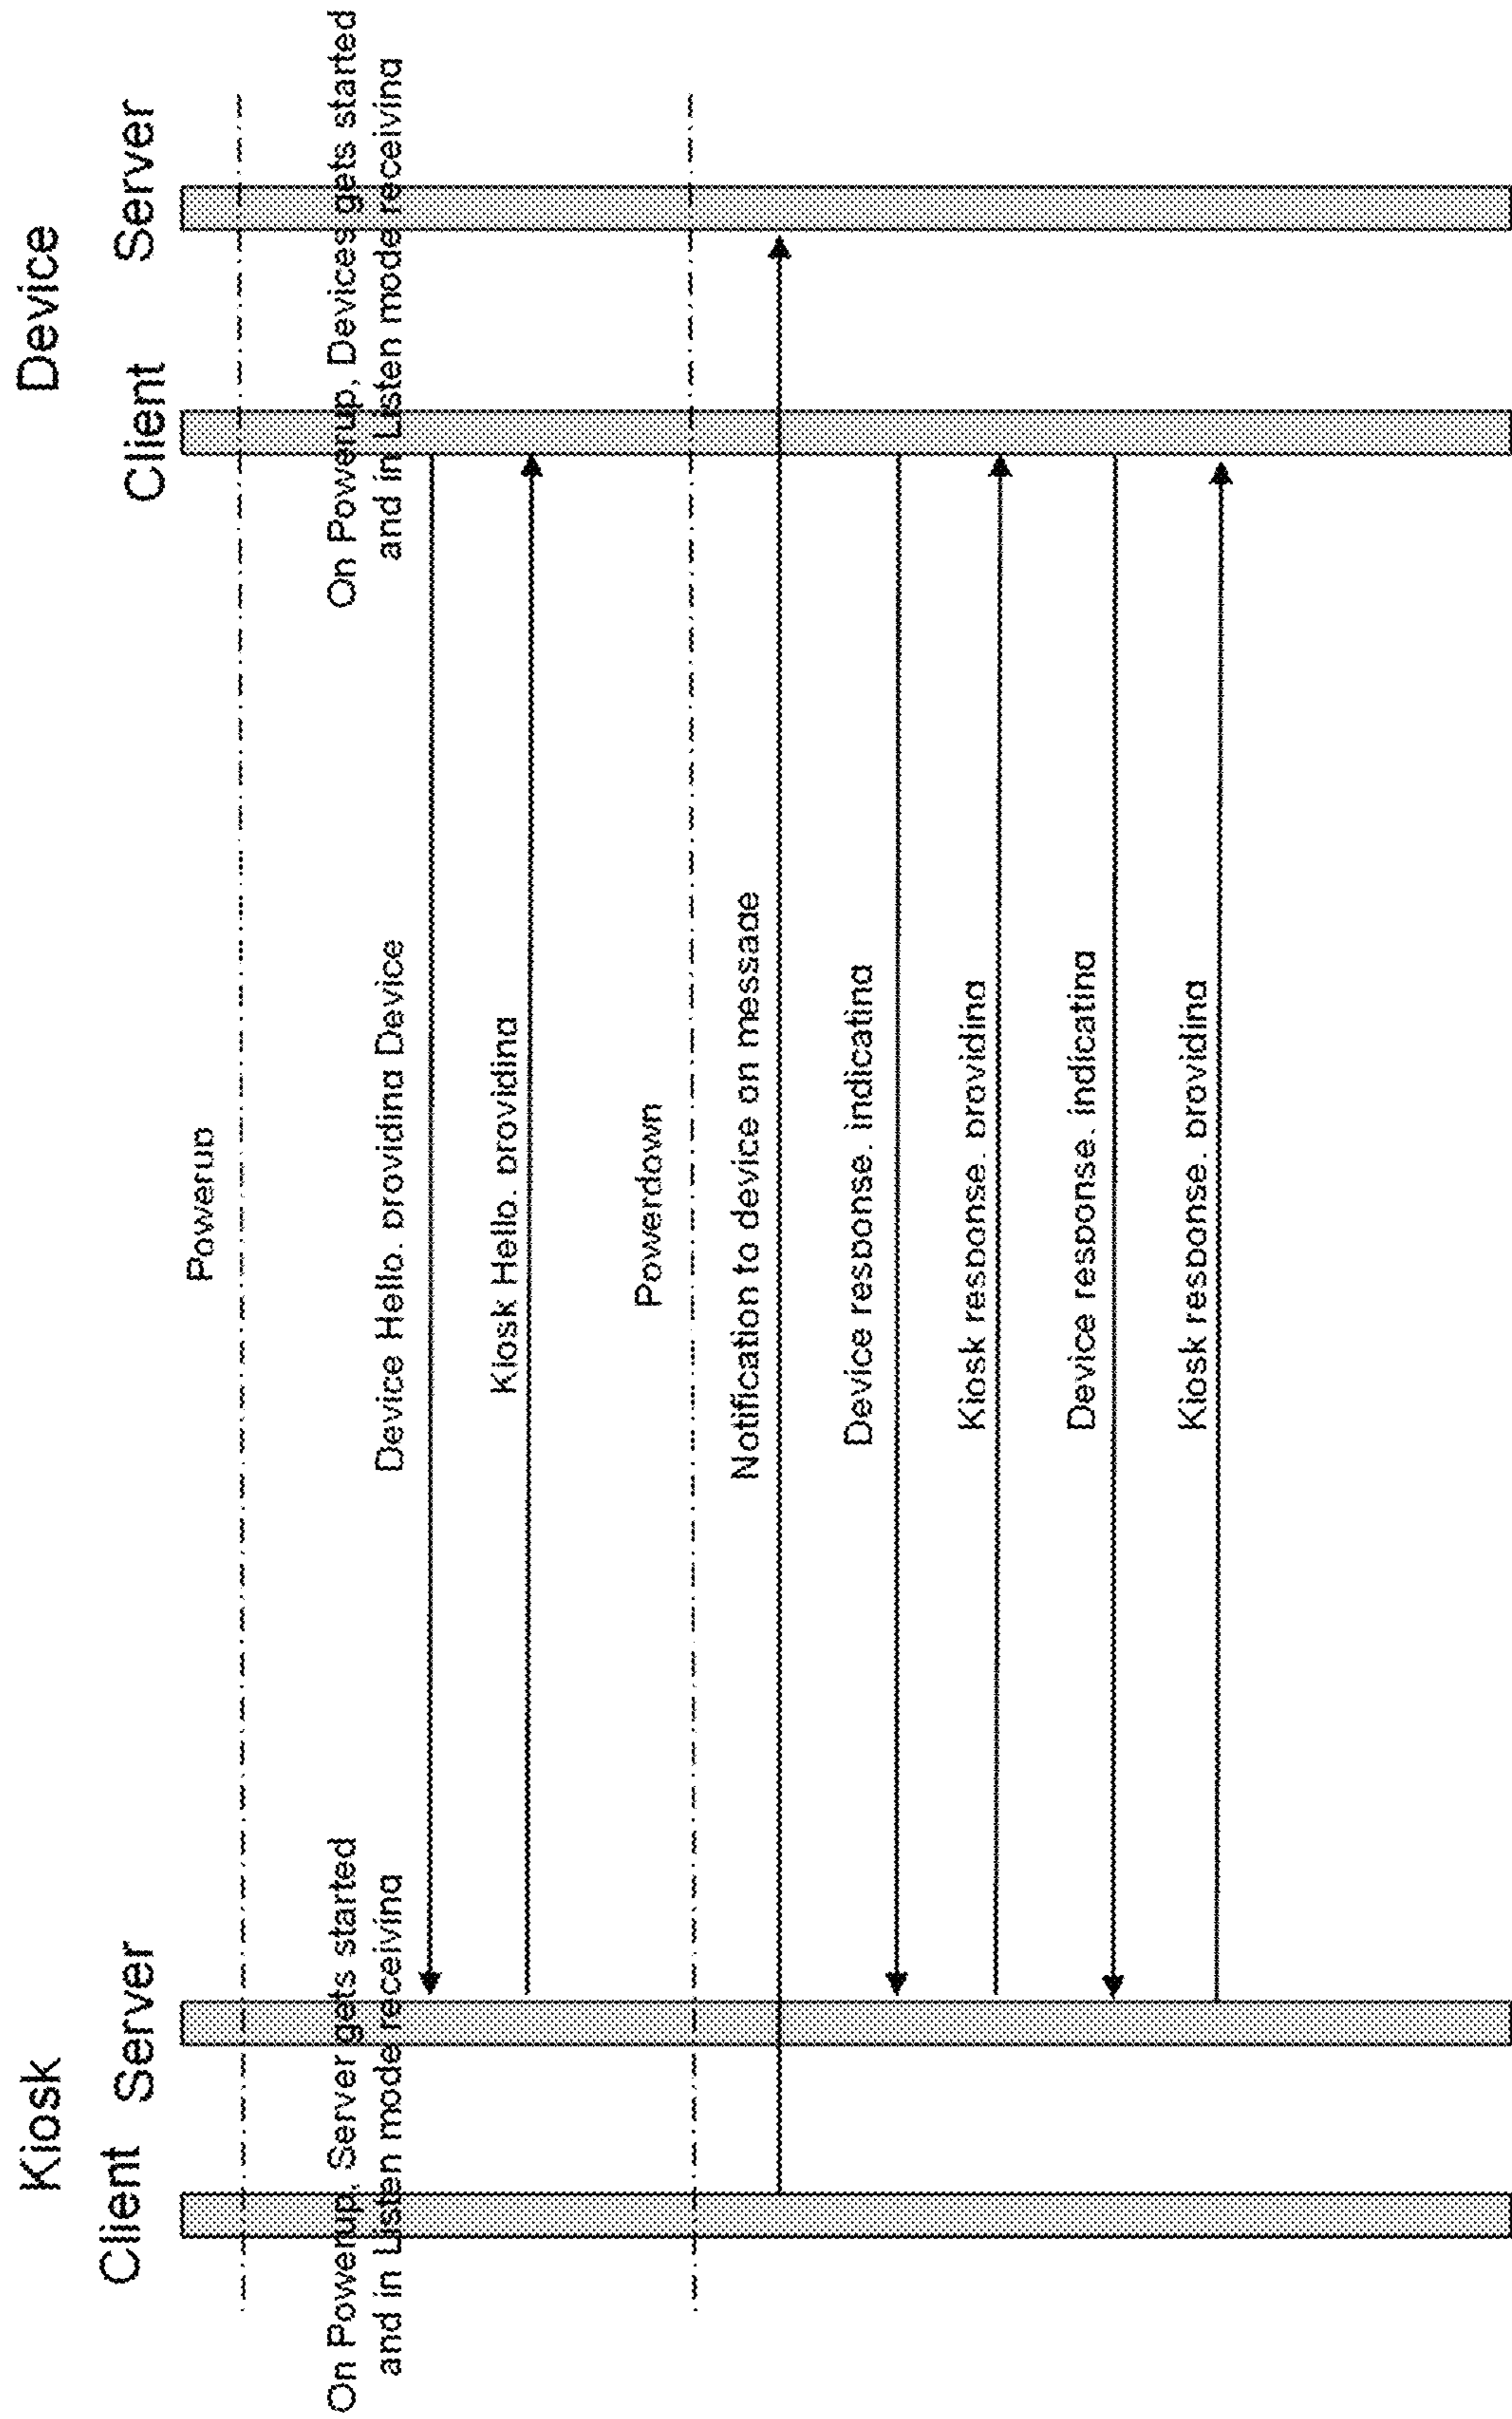 Kiosk
Device
Client
Server
Client
Server
Powerup
On Powerup, Server gets started
and in Listen mode receiving
On Powerup, Devices gets started
and in Listen mode receiving
Device Hello, providing Device
Kiosk Hello, providing
Powerdown
Notification to device on message
Device response, indicating
Kiosk response, providing
Device response, indicating
Kiosk response, providing